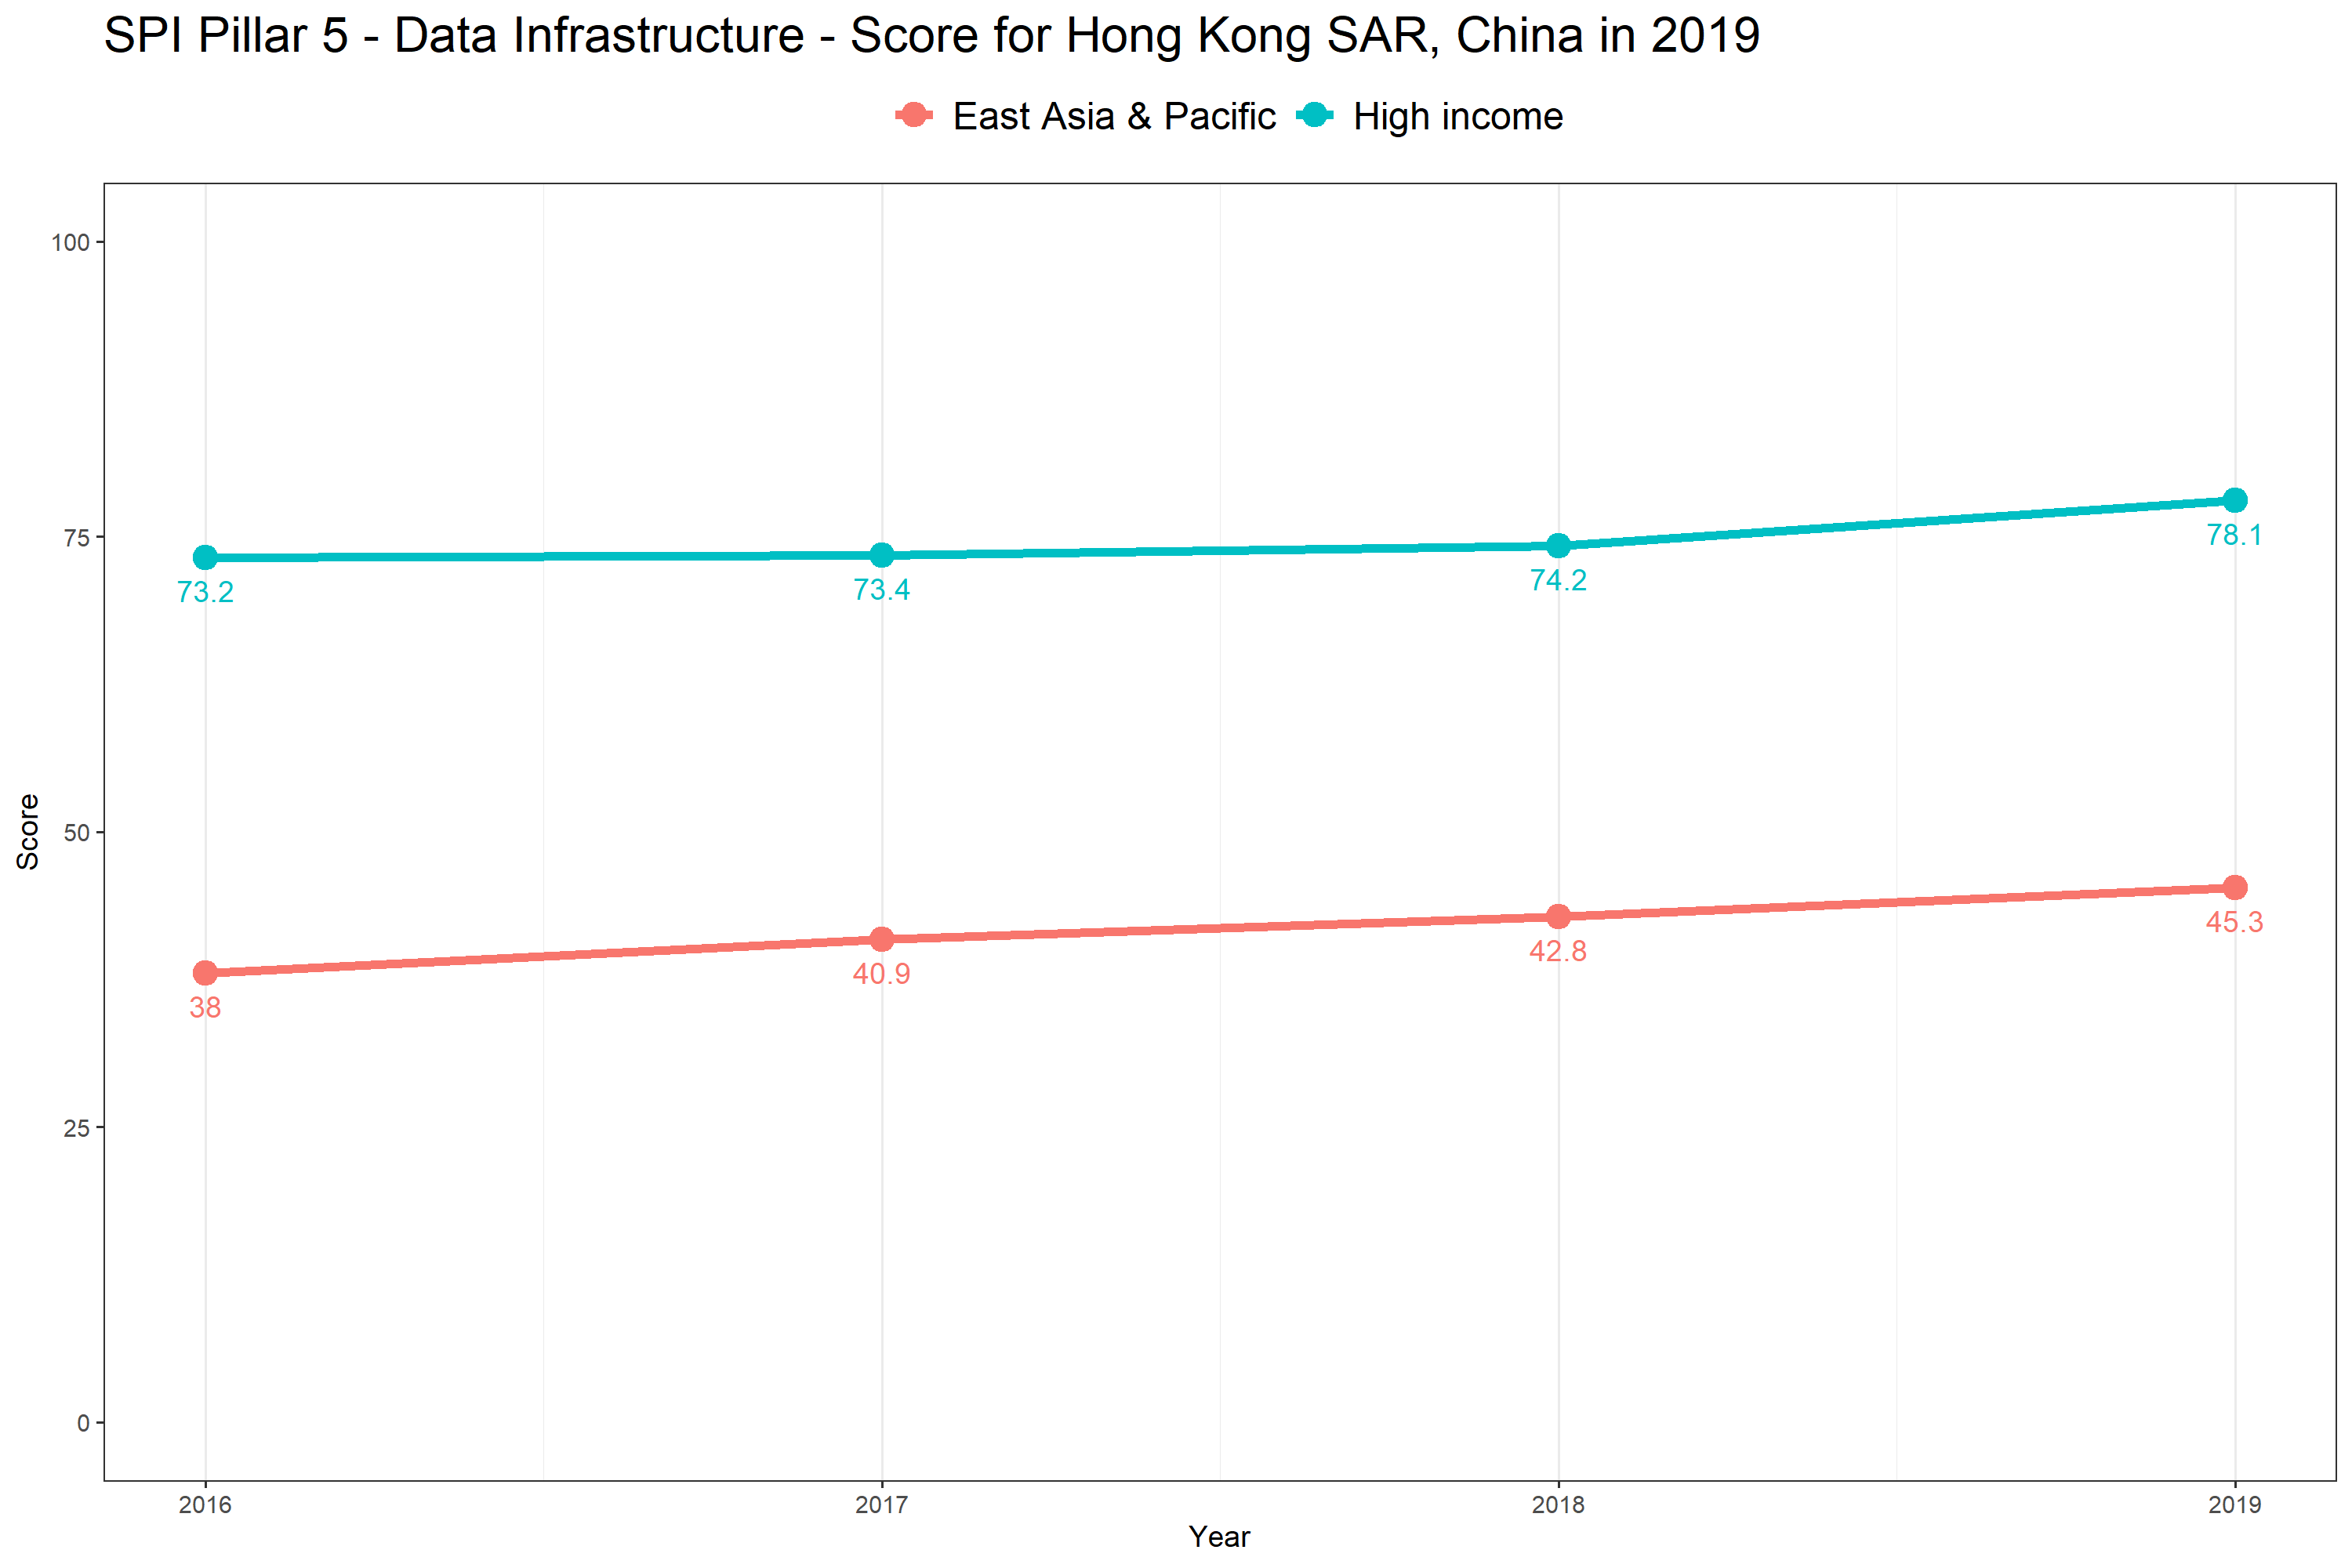 SPI Pillar 5 - Data Infrastructure - Score for Hong Kong SAR, China in 2019
East Asia & Pacific High income
100
75
50
25
0
Score
73.2
73.4
74.2
78.1
38
40.9
42.8
45.3
2016 2017 2018 2019
Year